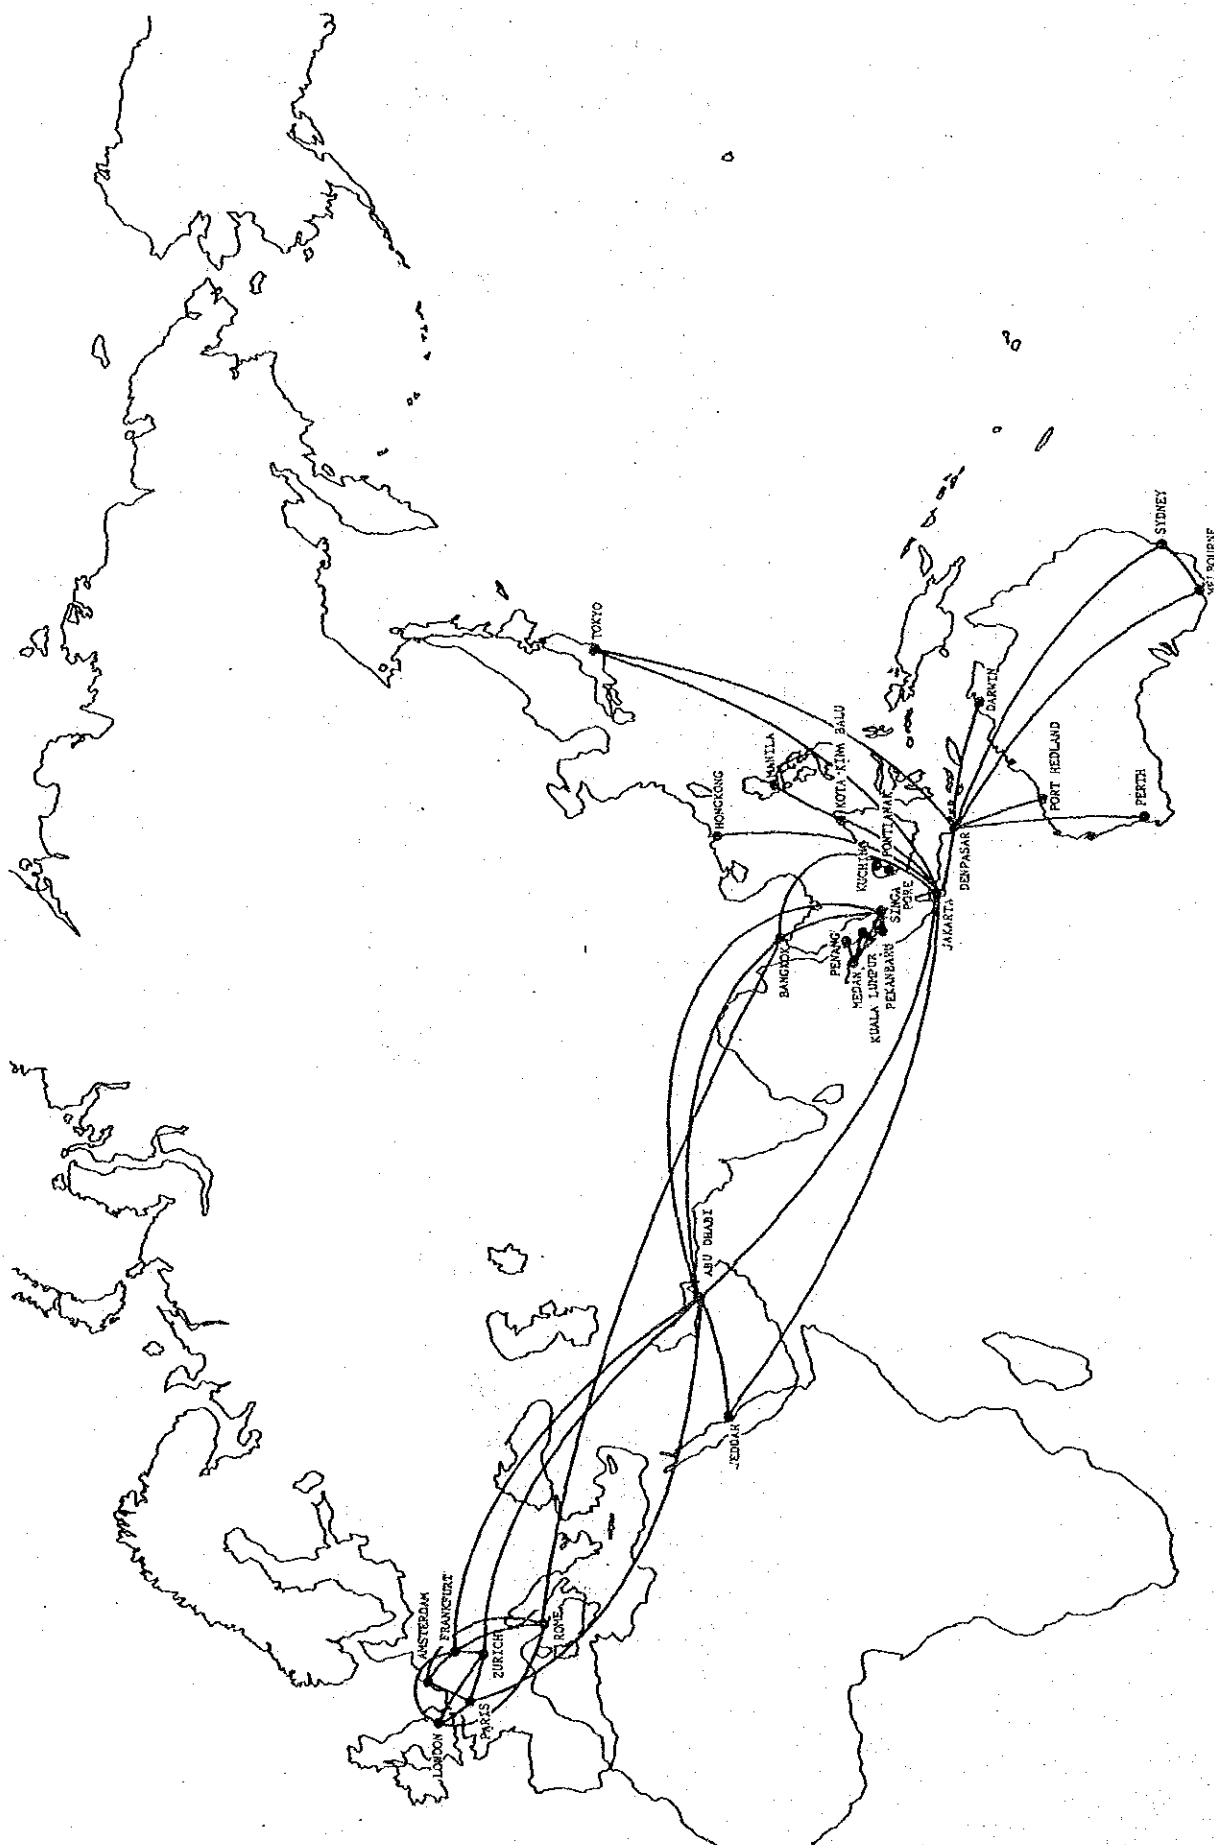 TOKYO
SYDNEY
MELBOURNE
DARWIN
PORT HEDLAND
PERTH
MANILA
KOTA KINA BALU
HONGKONG
KUCHING
PONTIANAK
DENPASAR
SINGA
PORE
JAKARTA
BANGKOK
PENANG
MEDAN
KUALA LUMPUR
PEKANBARU
ABU DHABI
JEDDAH
AMSTERDAM
FRANKFURT
ROME
ZURICH
PARIS
LONDON